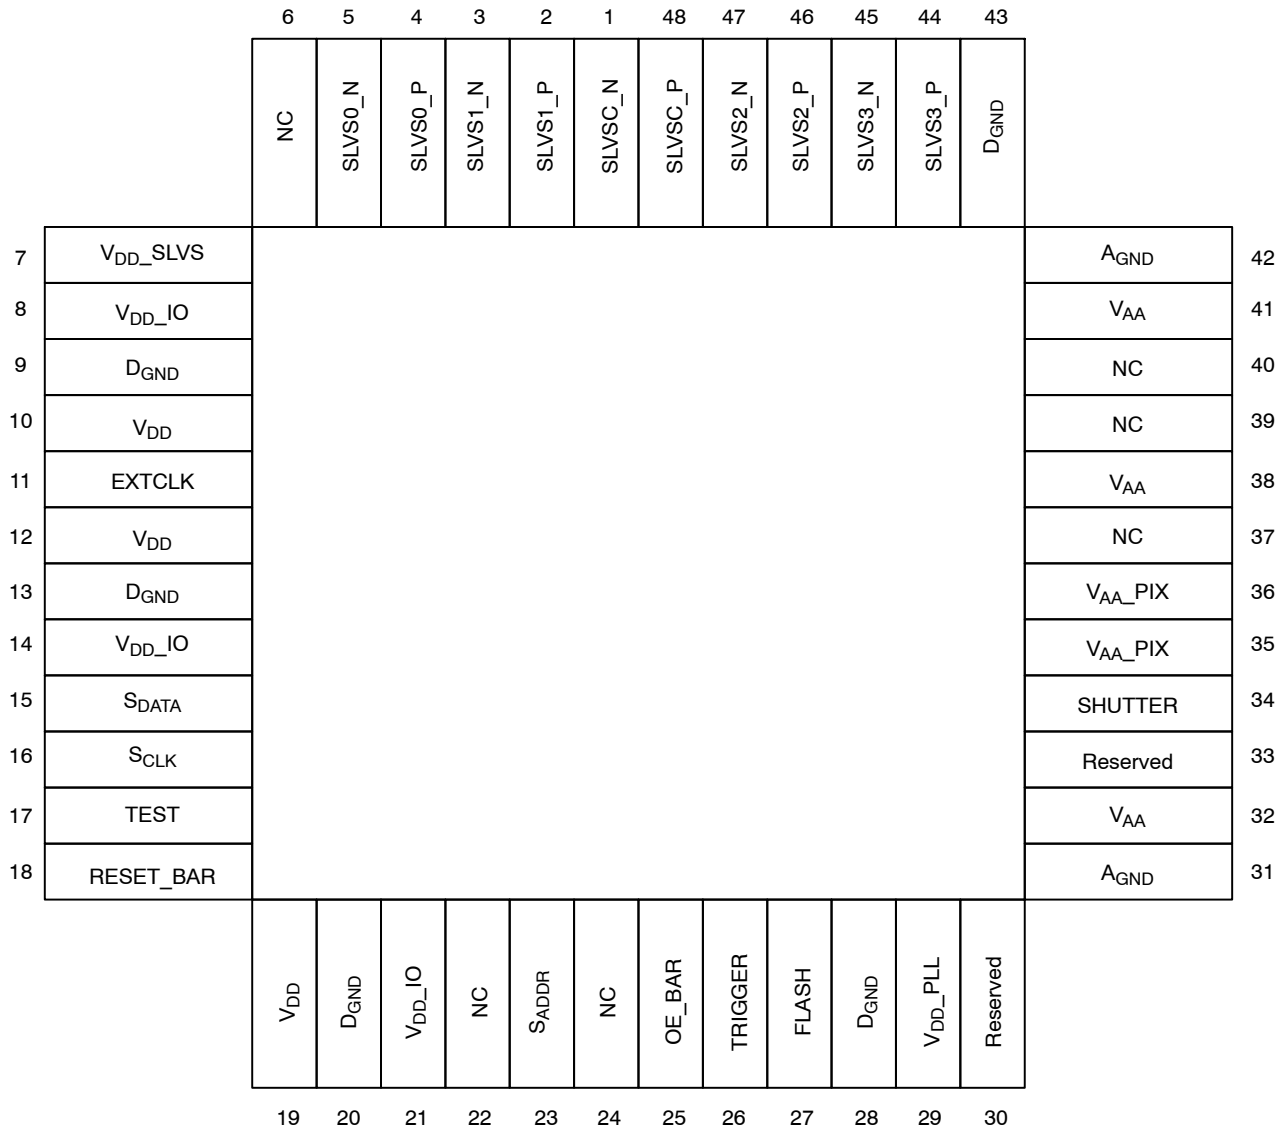 6 5 4 3 2 1 48 47 46 45 44 43
NC
SLVS0_N
SLVS0_P
SLVS1_N
SLVS1_P
SLVSC_N
SLVSC_P
SLVS2_N
SLVS2_P
SLVS3_N
SLVS3_P
DGND
7 VDD_SLVS
8 VDD_IO
9 DGND
10 VDD
11 EXTCLK
12 VDD
13 DGND
14 VDD_IO
15 SDATA
16 SCLK
17 TEST
18 RESET_BAR
AGND 42
VAA 41
NC 40
NC 39
VAA 38
NC 37
VAA_PIX 36
VAA_PIX 35
SHUTTER 34
Reserved 33
VAA 32
AGND 31
VDD
DGND
VDD_IO
NC
SADDR
NC
OE_BAR
TRIGGER
FLASH
DGND
VDD_PLL
Reserved
19 20 21 22 23 24 25 26 27 28 29 30